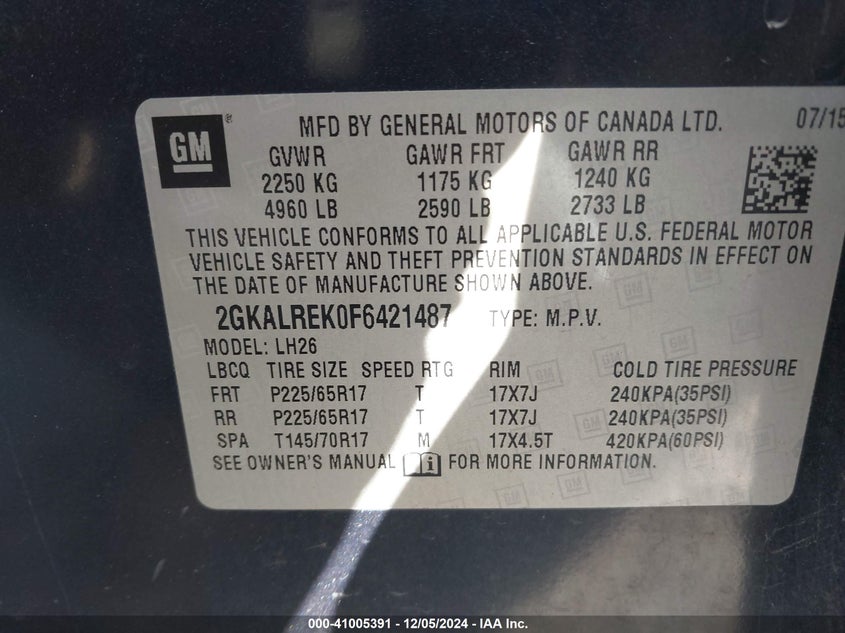 GM ® MFD BY GENERAL MOTORS OF CANADA LTD. 07/15
GVWR GAWR FRT GAWR RR
2250 KG 1175 KG 1240 KG
4960 LB 2590 LB 2733 LB
THIS VEHICLE CONFORMS TO ALL APPLICABLE U.S. FEDERAL MOTOR
VEHICLE SAFETY AND THEFT PREVENTION STANDARDS IN EFFECT ON
THE DATE OF MANUFACTURE SHOWN ABOVE.
2GKALREK0F6421487 TYPE: M.P.V.
MODEL: LH26
LBCQ TIRE SIZE SPEED RTG RIM COLD TIRE PRESSURE
FRT P225/65R17 T 17X7J 240KPA(35PSI)
RR P225/65R17 T 17X7J 240KPA(35PSI)
SPA T145/70R17 M 17X4.5T 420KPA(60PSI)
SEE OWNER'S MANUAL FOR MORE INFORMATION.
000-41005391 - 12/05/2024 - IAA Inc.